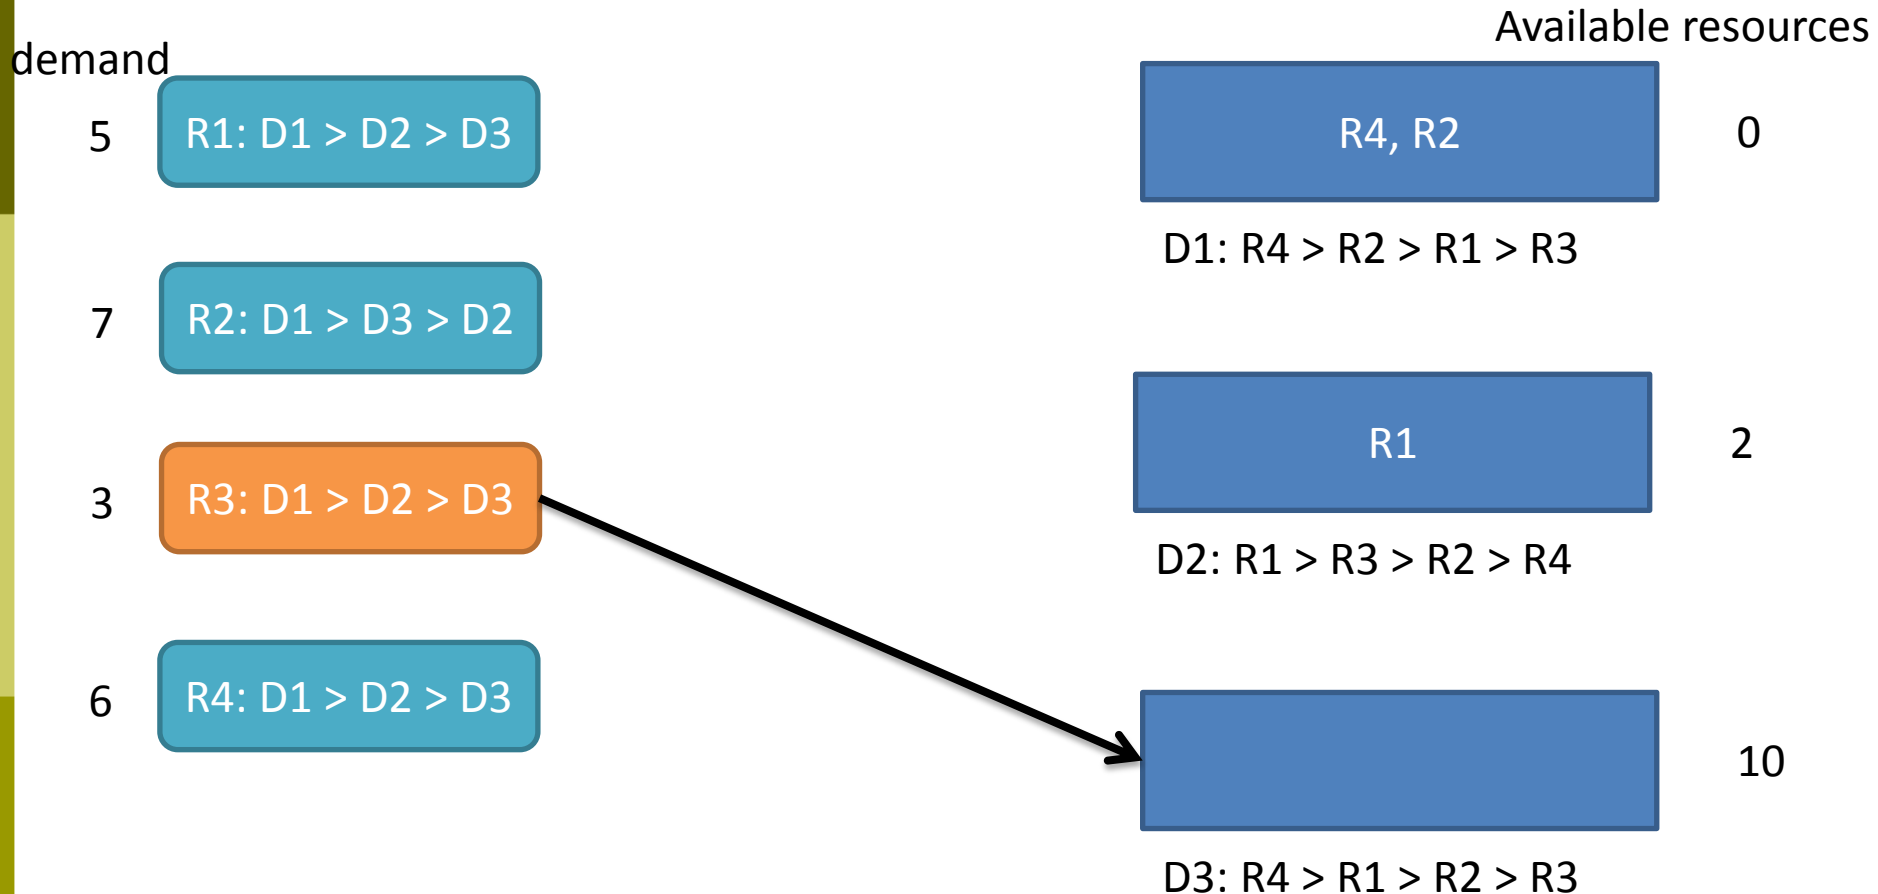 Available resources
demand
5
R1: D1 > D2 > D3
R4, R2
0
D1: R4 > R2 > R1 > R3
7
R2: D1 > D3 > D2
R1
2
3
R3: D1 > D2 > D3
D2: R1 > R3 > R2 > R4
6
R4: D1 > D2 > D3
10
D3: R4 > R1 > R2 > R3